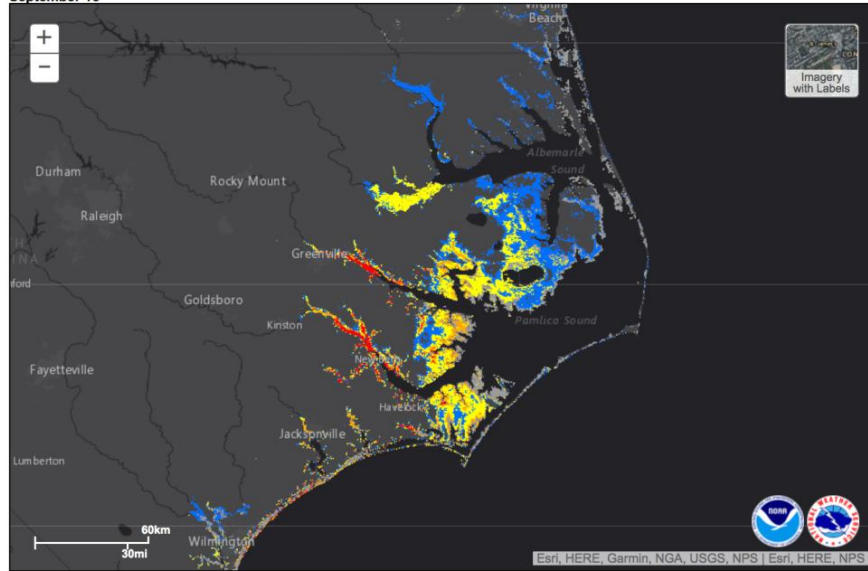 Virginia
Beach
+
−
Imagery
with Labels
Albemarle
Sound
Durham
Rocky Mount
Raleigh
Greenville
Goldsboro
Pamlico Sound
Kinston
New Bern
Fayetteville
Havelock
Jacksonville
Lumberton
60km
30mi
Wilmington
NOAA
Esri, HERE, Garmin, NGA, USGS, NPS | Esri, HERE, NPS